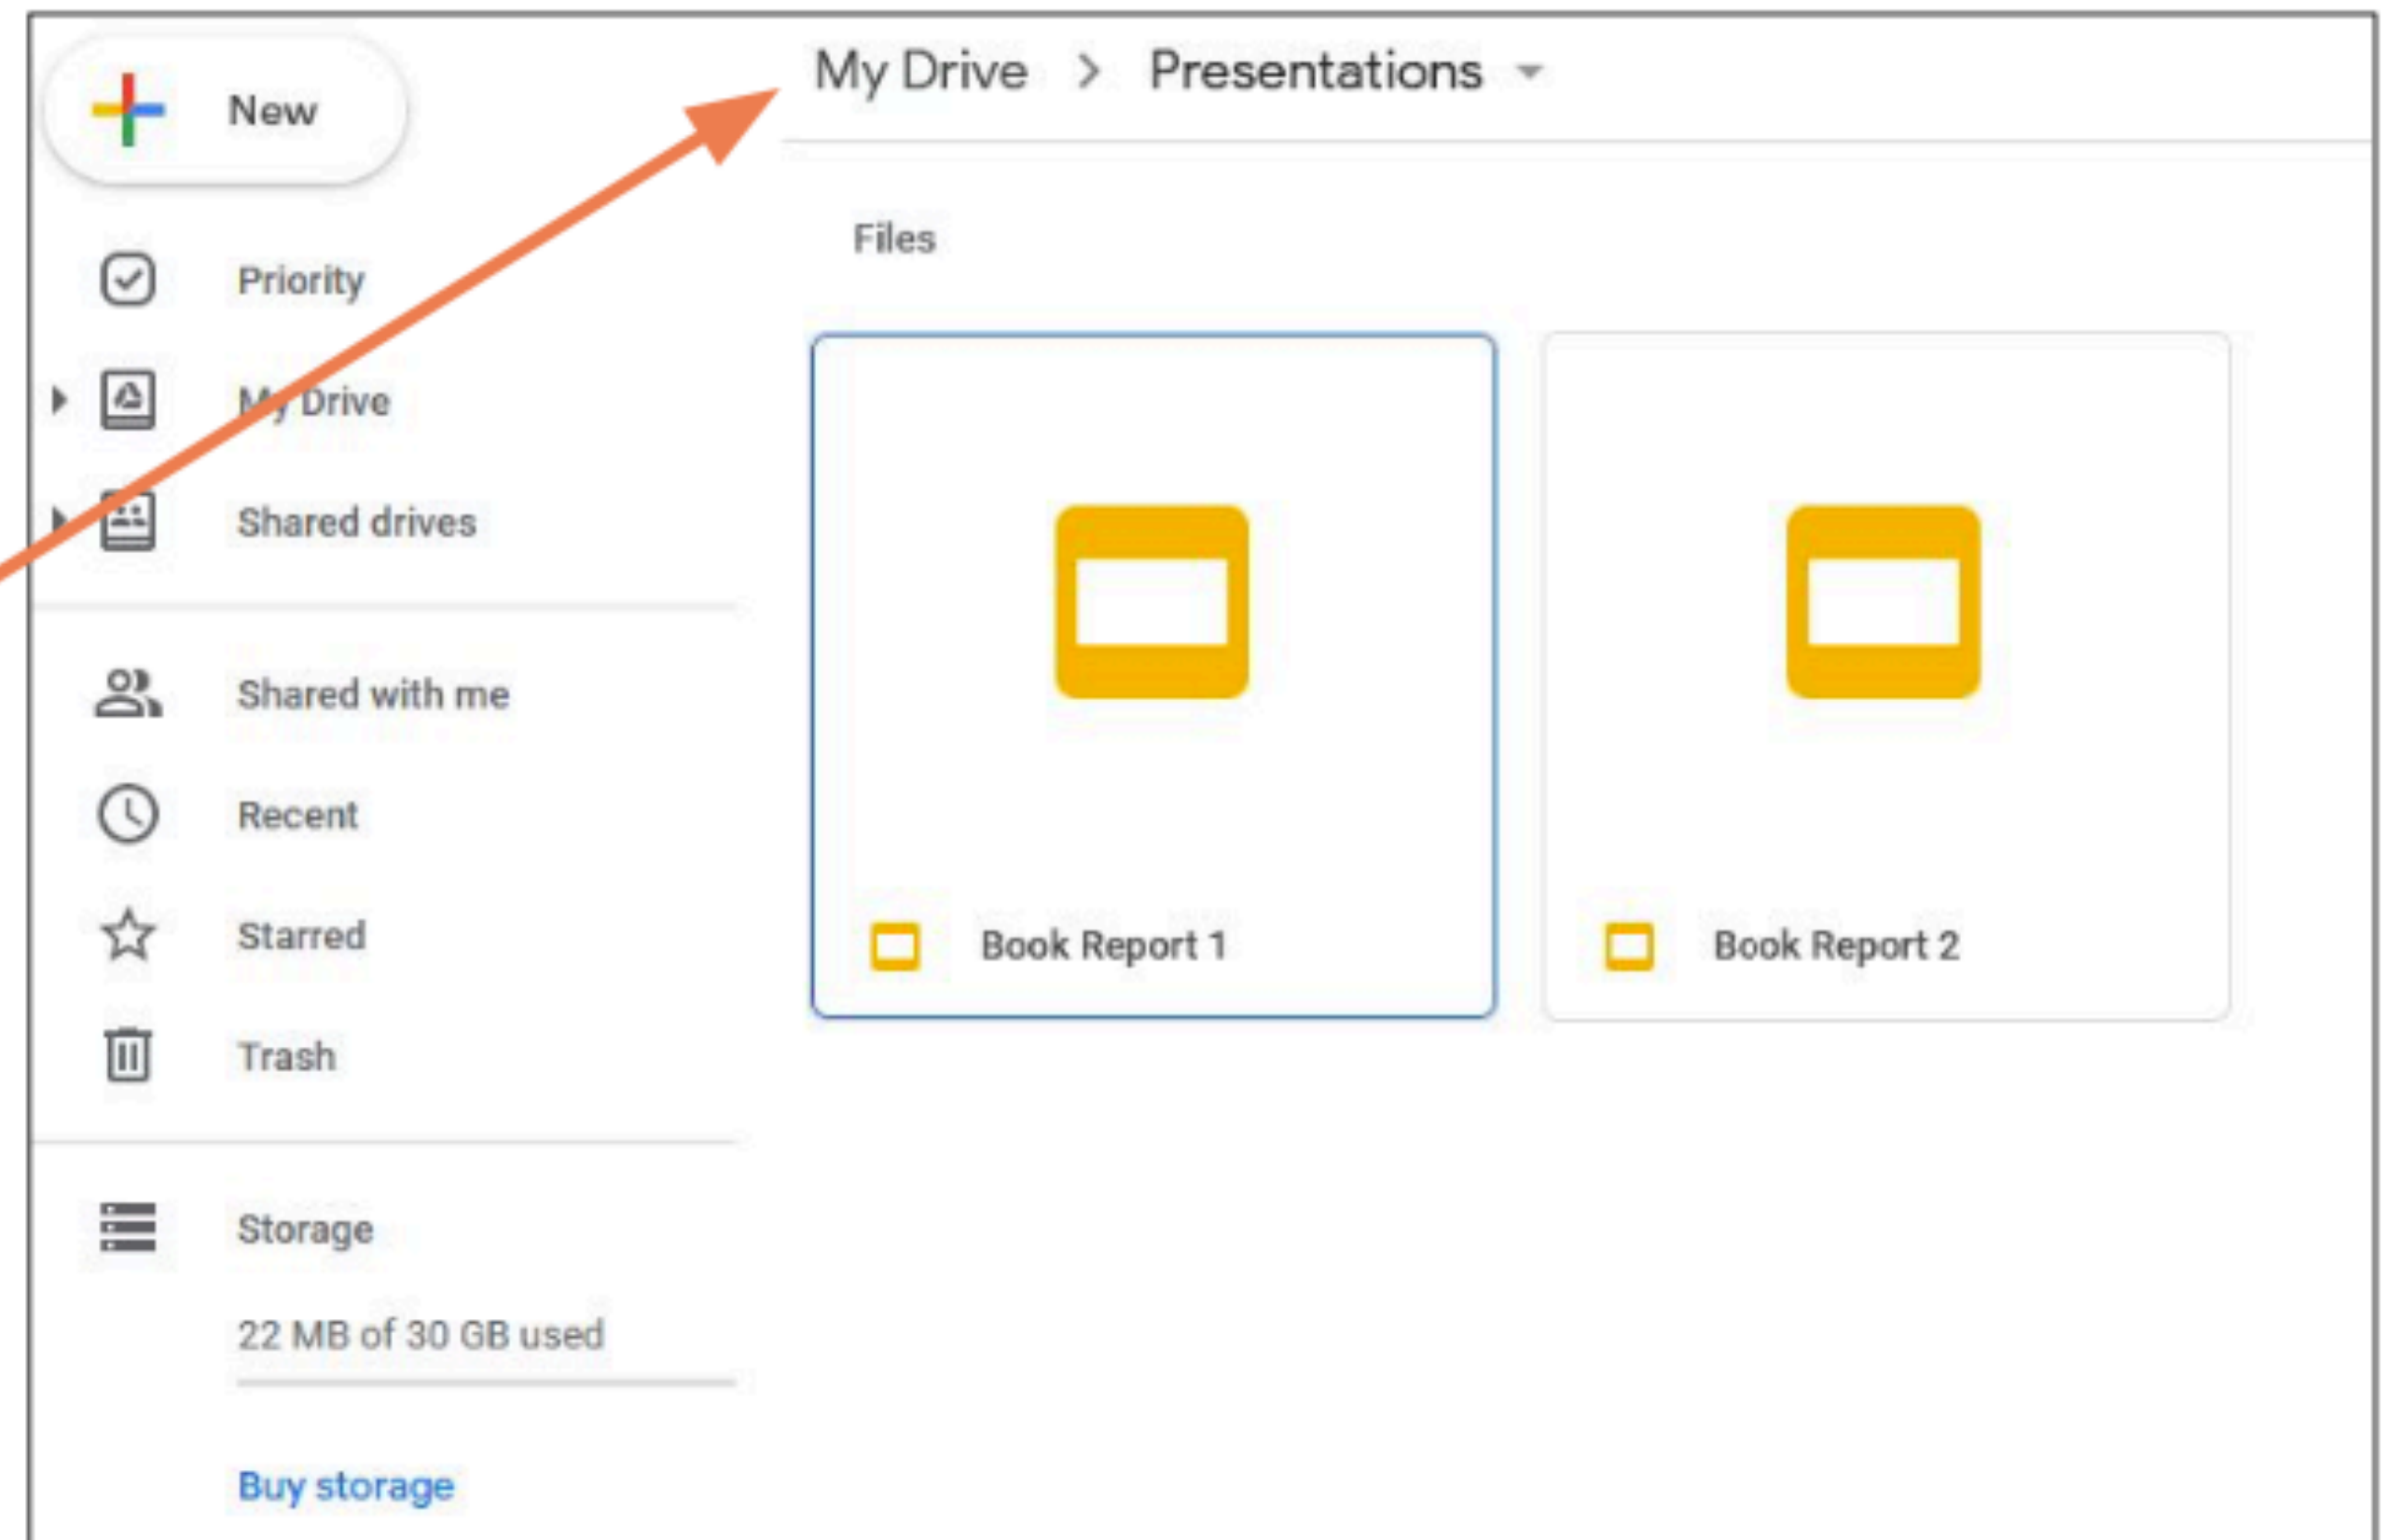 New
My Drive > Presentations
Priority
My Drive
Shared drives
Shared with me
Recent
Starred
Trash
Storage
22 MB of 30 GB used
Buy storage
Files
Book Report 1
Book Report 2